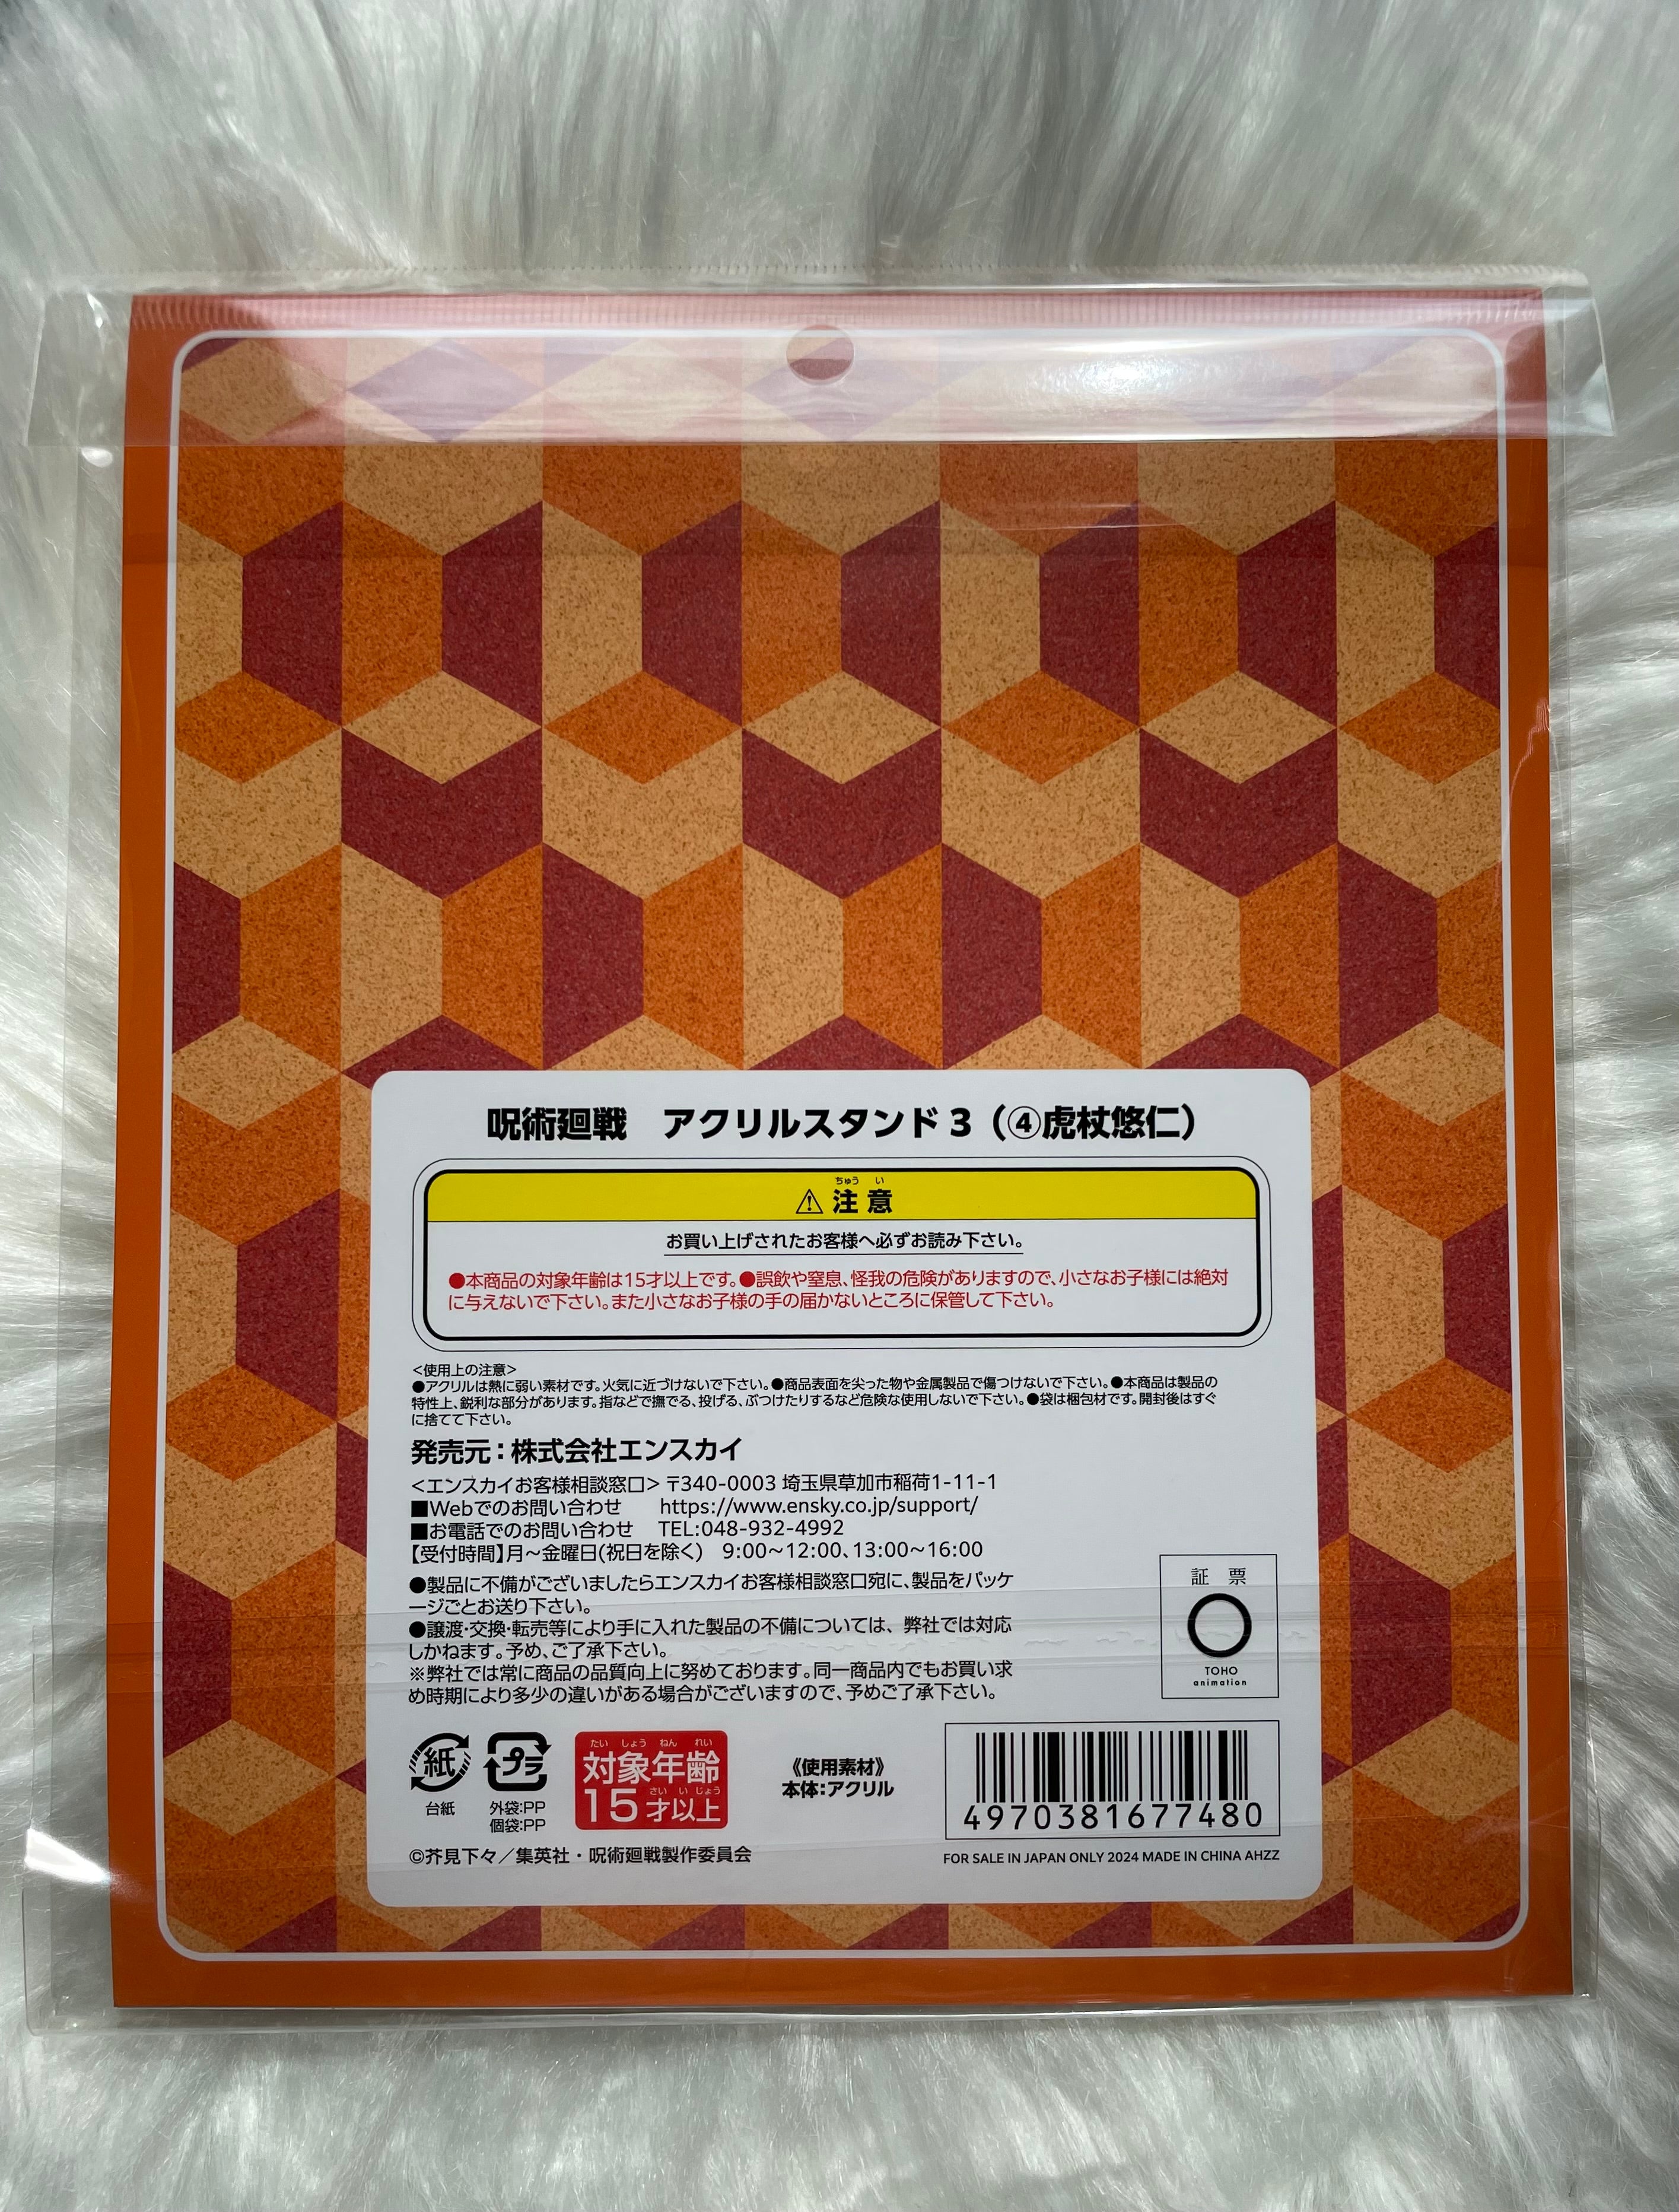 呪術廻戦　アクリルスタンド3（④虎杖悠仁）
ちゅう い
⚠注意
お買い上げされたお客様へ必ずお読み下さい。
●本商品の対象年齢は15才以上です。●誤飲や窒息、怪我の危険がありますので、小さなお子様には絶対
に与えないで下さい。また小さなお子様の手の届かないところに保管して下さい。
＜使用上の注意＞
●アクリルは熱に弱い素材です。火気に近づけないで下さい。●商品表面を尖った物や金属製品で傷つけないで下さい。●本商品は製品の
特性上、鋭利な部分があります。指などで撫でる、投げる、ぶつけたりするなど危険な使用しないで下さい。●袋は梱包材です。開封後はすぐ
に捨てて下さい。
発売元：株式会社エンスカイ
＜エンスカイお客様相談窓口＞〒340-0003 埼玉県草加市稲荷1-11-1
■Webでのお問い合わせ　https://www.ensky.co.jp/support/
■お電話でのお問い合わせ　TEL:048-932-4992
【受付時間】月～金曜日(祝日を除く)　9:00～12:00、13:00～16:00
●製品に不備がございましたらエンスカイお客様相談窓口宛に、製品をパッケ
ージごとお送り下さい。
●譲渡・交換・転売等により手に入れた製品の不備については、弊社では対応
しかねます。予め、ご了承下さい。
※弊社では常に商品の品質向上に努めております。同一商品内でもお買い求
め時期により多少の違いがある場合がございますので、予めご了承下さい。
証 票
TOHO
animation
紙
台紙
プラ
外袋:PP
個袋:PP
たい しょう ねん れい
対象年齢
さい い じょう
15才以上
《使用素材》
本体：アクリル
4970381677480
©芥見下々／集英社・呪術廻戦製作委員会
FOR SALE IN JAPAN ONLY 2024 MADE IN CHINA AHZZ